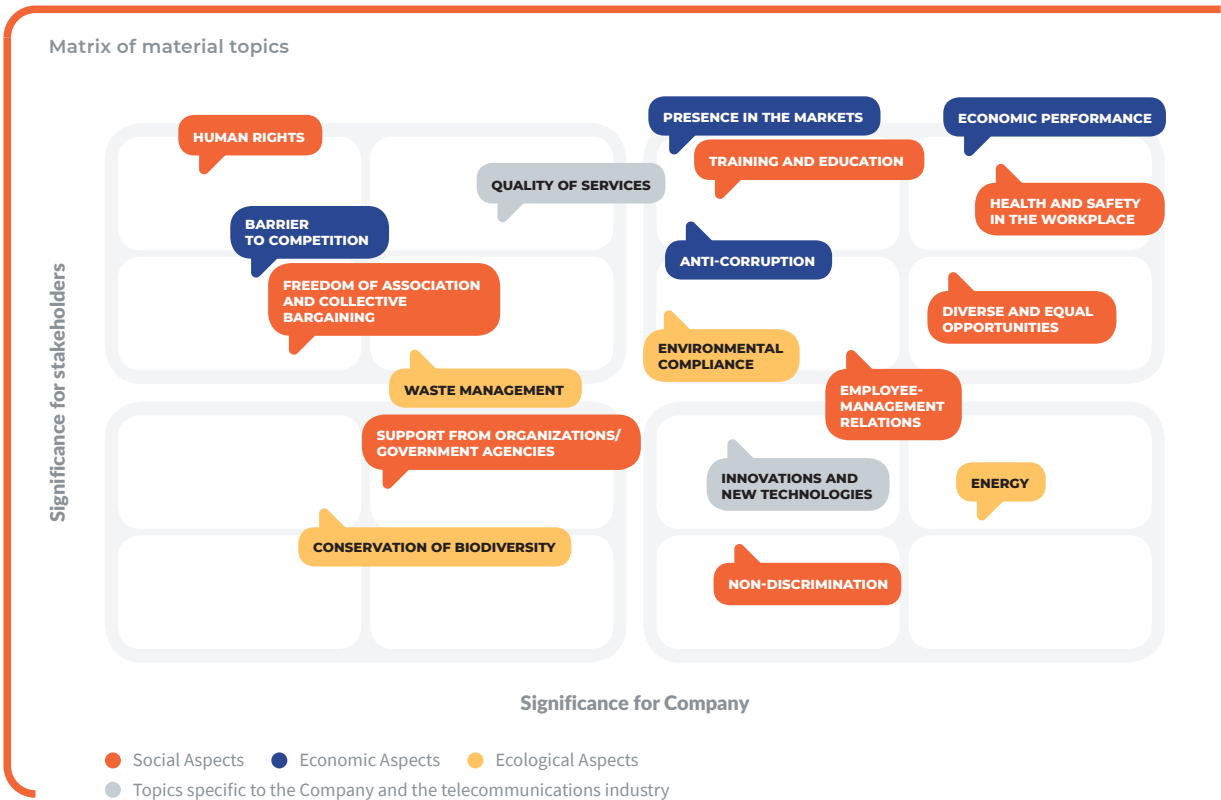 Matrix of material topics
HUMAN RIGHTS
PRESENCE IN THE MARKETS
ECONOMIC PERFORMANCE
TRAINING AND EDUCATION
QUALITY OF SERVICES
HEALTH AND SAFETY
IN THE WORKPLACE
BARRIER
TO COMPETITION
ANTI-CORRUPTION
FREEDOM OF ASSOCIATION
AND COLLECTIVE
BARGAINING
DIVERSE AND EQUAL
OPPORTUNITIES
ENVIRONMENTAL
COMPLIANCE
WASTE MANAGEMENT
EMPLOYEE-
MANAGEMENT
RELATIONS
SUPPORT FROM ORGANIZATIONS/
GOVERNMENT AGENCIES
INNOVATIONS AND
NEW TECHNOLOGIES
ENERGY
CONSERVATION OF BIODIVERSITY
NON-DISCRIMINATION
Significance for stakeholders
Significance for Company
Social Aspects
Economic Aspects
Ecological Aspects
Topics specific to the Company and the telecommunications industry